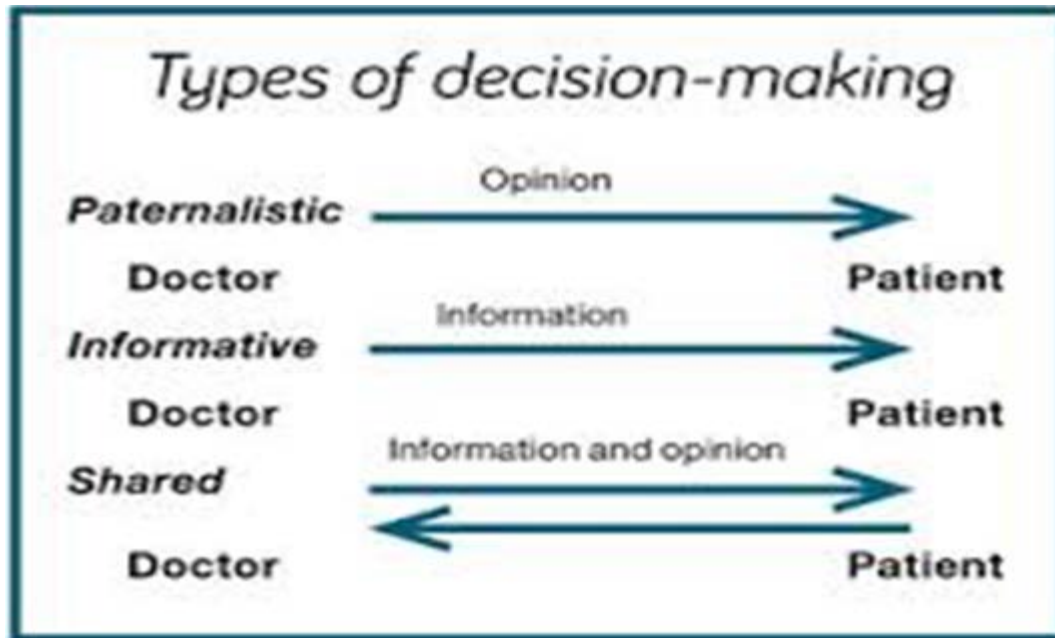 Types of decision-making
Opinion
Paternalistic
Doctor Patient
Information
Informative
Doctor Patient
Information and opinion
Shared
Doctor Patient